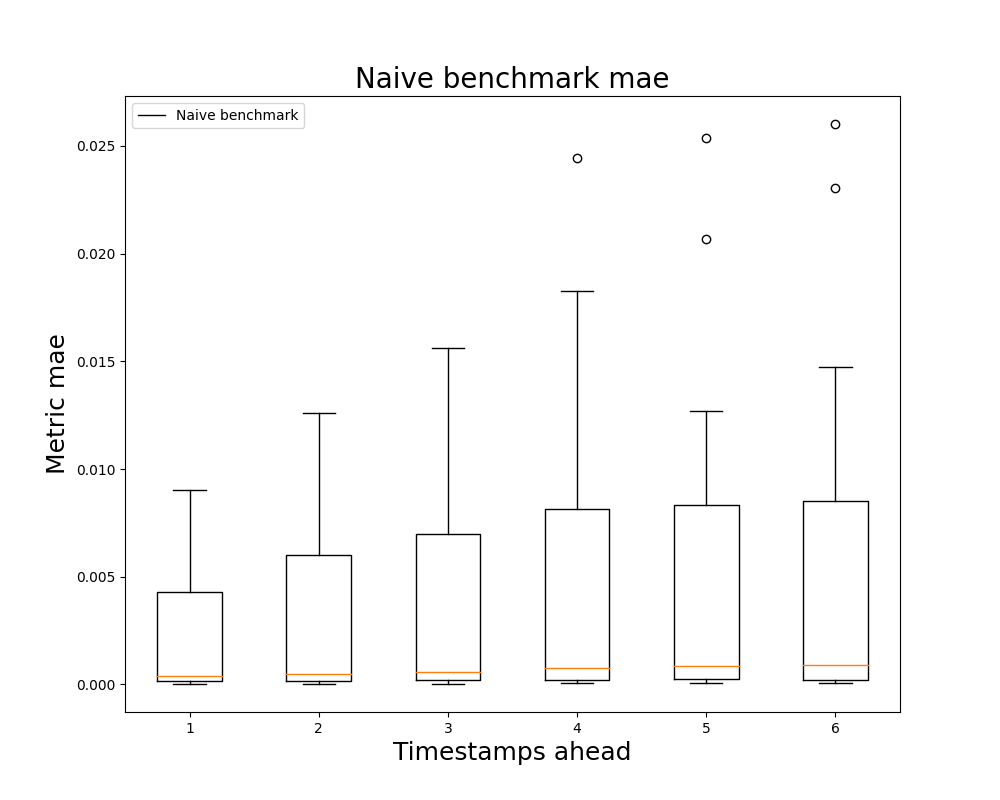 Naive benchmark mae
Naive benchmark
Metric mae
0.025
0.020
0.015
0.010
0.005
0.000
1 2 3 4 5 6
Timestamps ahead